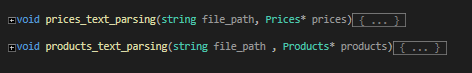 void prices_text_parsing(string file_path, Prices* prices){ ... }
void products_text_parsing(string file_path , Products* products){ ... }